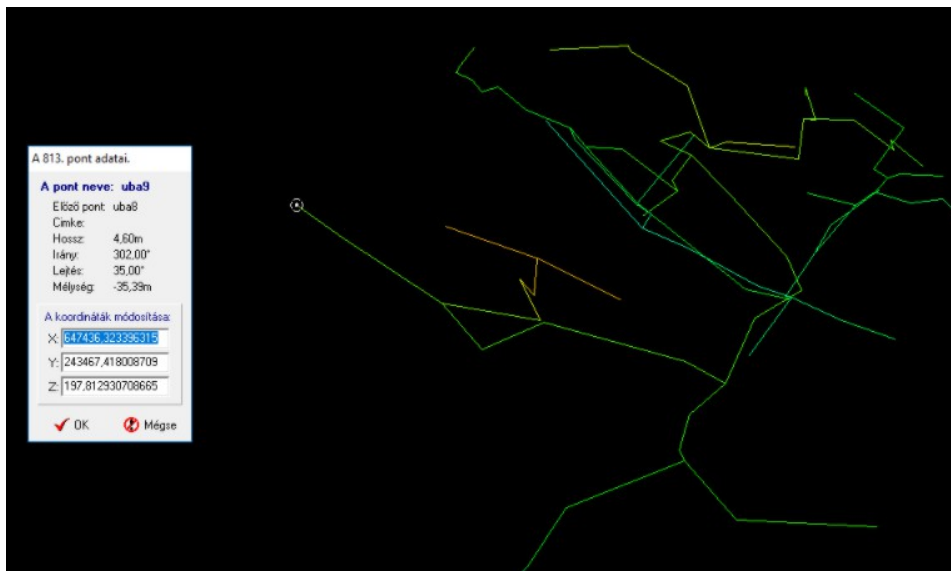 A 813. pont adatai.
A pont neve: uba9
Előző pont: uba8
Címke:
Hossz: 4,60m
Irány: 302,00°
Lejtés: 35,00°
Mélység: -35,39m
A koordináták módosítása:
X: 647436,323396315
Y: 243467,418008709
Z: 197,812930708665
OK Mégse